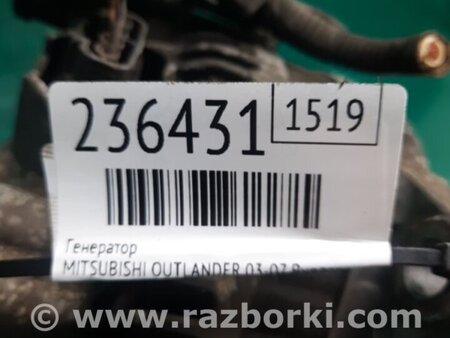 236431 1519
Генератор
MITSUBISHI OUTLANDER 03-07
www.razborki.com